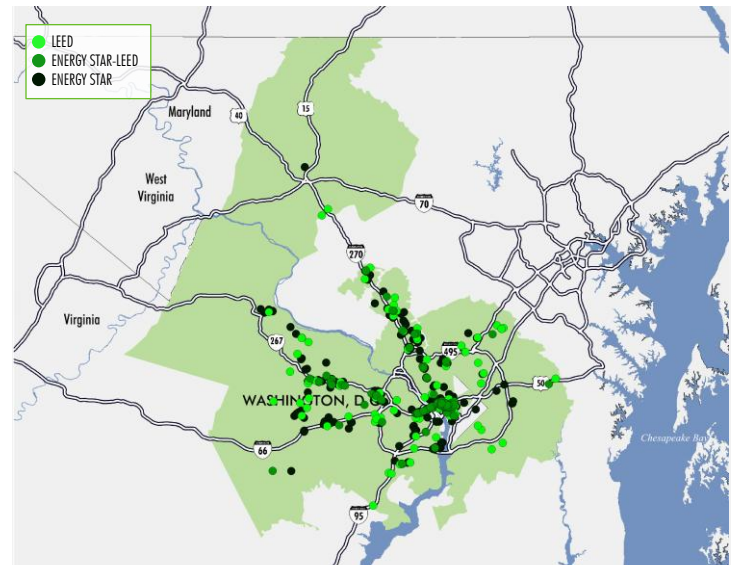 LEED
ENERGY STAR-LEED
ENERGY STAR
Maryland
40
15
West
Virginia
70
270
Virginia
267
495
50
WASHINGTON, D
66
Chesapeake Bay
95